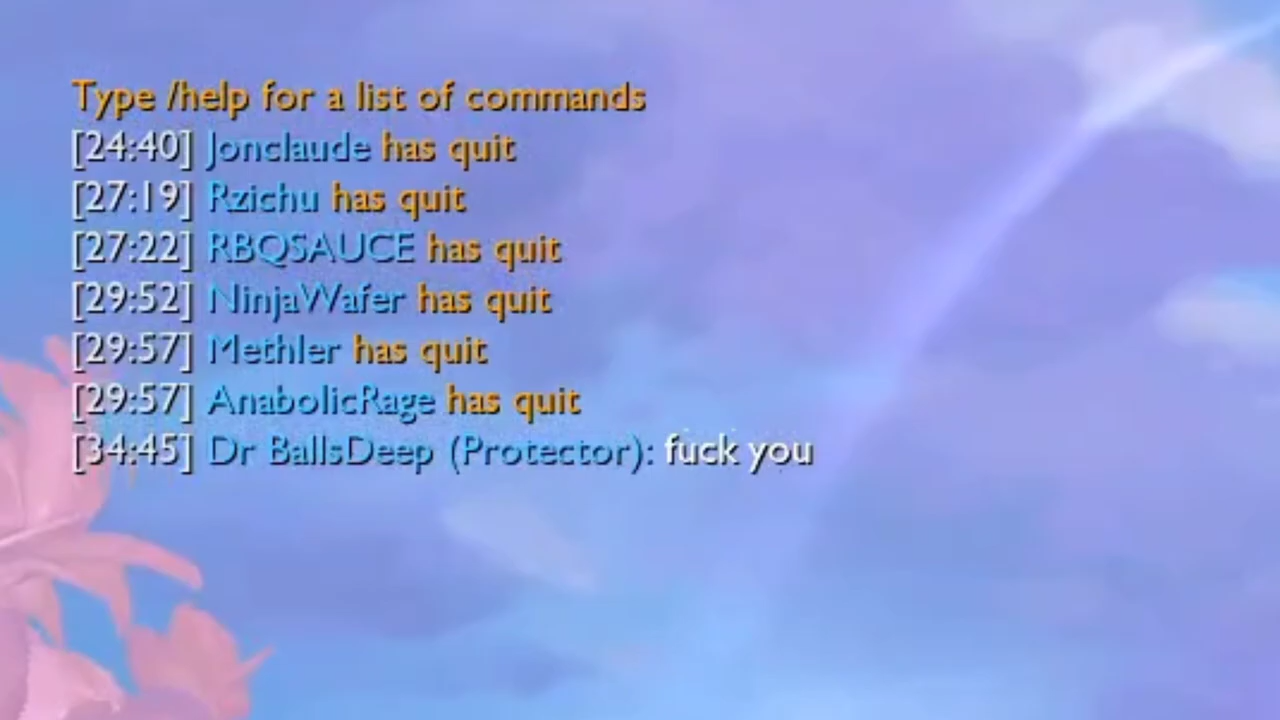 Type /help for a list of commands
[24:40] Jonclaude has quit
[27:19] Rzichu has quit
[27:22] RBQSAUCE has quit
[29:52] NinjaWafer has quit
[29:57] Methler has quit
[29:57] AnabolicRage has quit
[34:45] Dr BallsDeep (Protector): fuck you